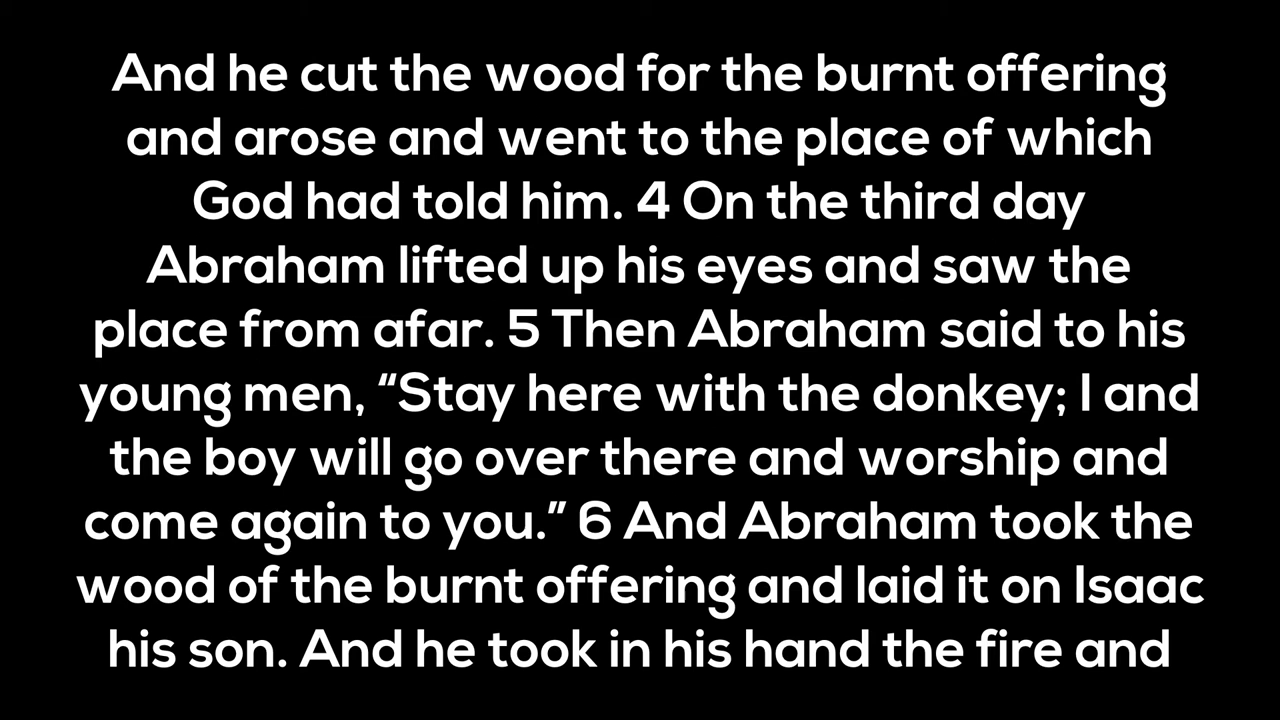 And he cut the wood for the burnt offering
and arose and went to the place of which
God had told him. 4 On the third day
Abraham lifted up his eyes and saw the
place from afar. 5 Then Abraham said to his
young men, “Stay here with the donkey; I and
the boy will go over there and worship and
come again to you.” 6 And Abraham took the
wood of the burnt offering and laid it on Isaac
his son. And he took in his hand the fire and